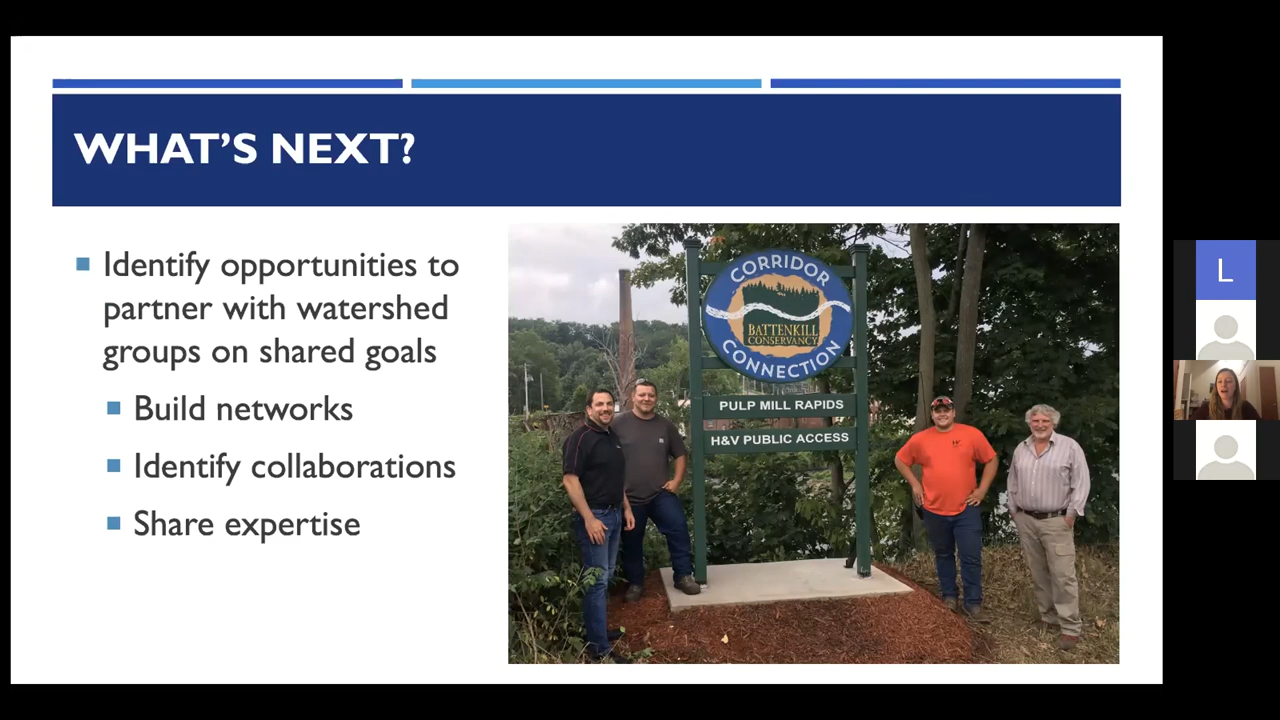 WHAT'S NEXT?
Identify opportunities to
partner with watershed
groups on shared goals
Build networks
Identify collaborations
Share expertise
CORRIDOR
BATTENKILL
CONSERVANCY
CONNECTION
PULP MILL RAPIDS
H&V PUBLIC ACCESS
L